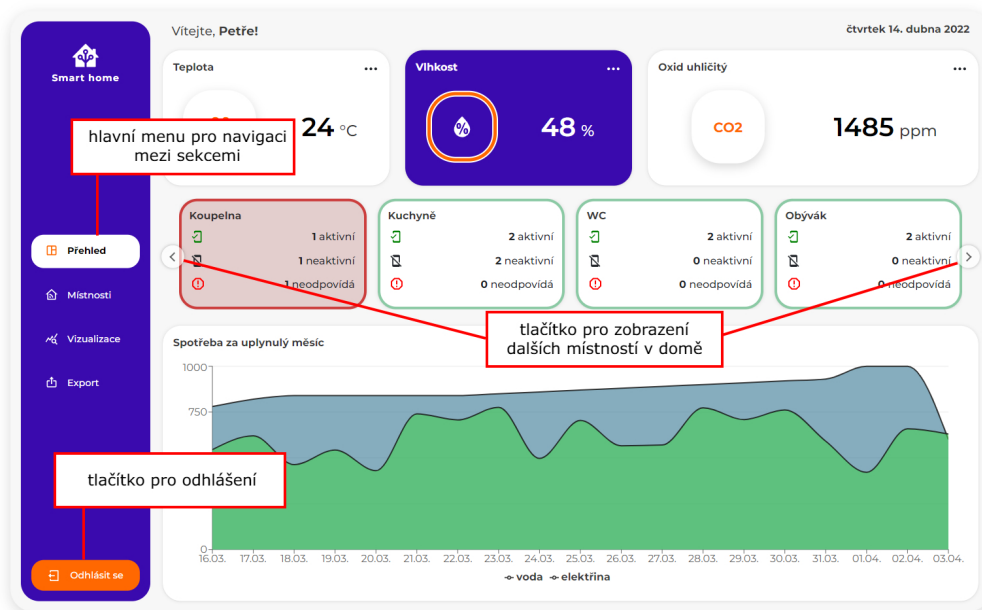 Vítejte, Petře!
čtvrtek 14. dubna 2022
Smart home
Teplota
24 °C
Vlhkost
%
48 %
Oxid uhličitý
CO2
1485 ppm
hlavní menu pro navigaci
mezi sekcemi
Koupelna
1 aktivní
1 neaktivní
1 neodpovídá
Kuchyně
2 aktivní
2 neaktivní
0 neodpovídá
WC
2 aktivní
0 neaktivní
0 neodpovídá
Obývák
2 aktivní
0 neaktivní
0 neodpovídá
Přehled
Místnosti
Vizualizace
Export
tlačítko pro zobrazení
dalších místností v domě
Spotřeba za uplynulý měsíc
1000
750
0
16.03. 17.03. 18.03. 19.03. 20.03. 21.03. 22.03. 23.03. 24.03. 25.03. 26.03. 27.03. 28.03. 29.03. 30.03. 31.03. 01.04. 02.04. 03.04.
voda elektřina
tlačítko pro odhlášení
Odhlásit se